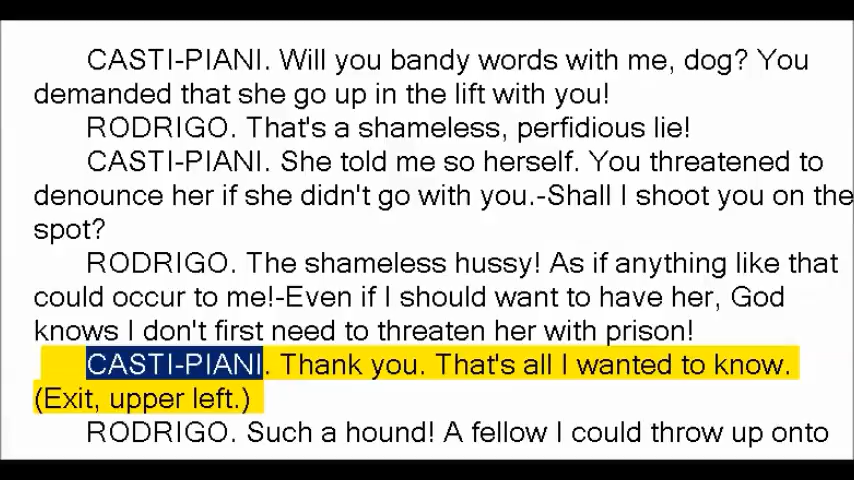 CASTI-PIANI. Will you bandy words with me, dog? You
demanded that she go up in the lift with you!
RODRIGO. That's a shameless, perfidious lie!
CASTI-PIANI. She told me so herself. You threatened to
denounce her if she didn't go with you.-Shall I shoot you on the
spot?
RODRIGO. The shameless hussy! As if anything like that
could occur to me!-Even if I should want to have her, God
knows I don't first need to threaten her with prison!
CASTI-PIANI. Thank you. That's all I wanted to know.
(Exit, upper left.)
RODRIGO. Such a hound! A fellow I could throw up onto